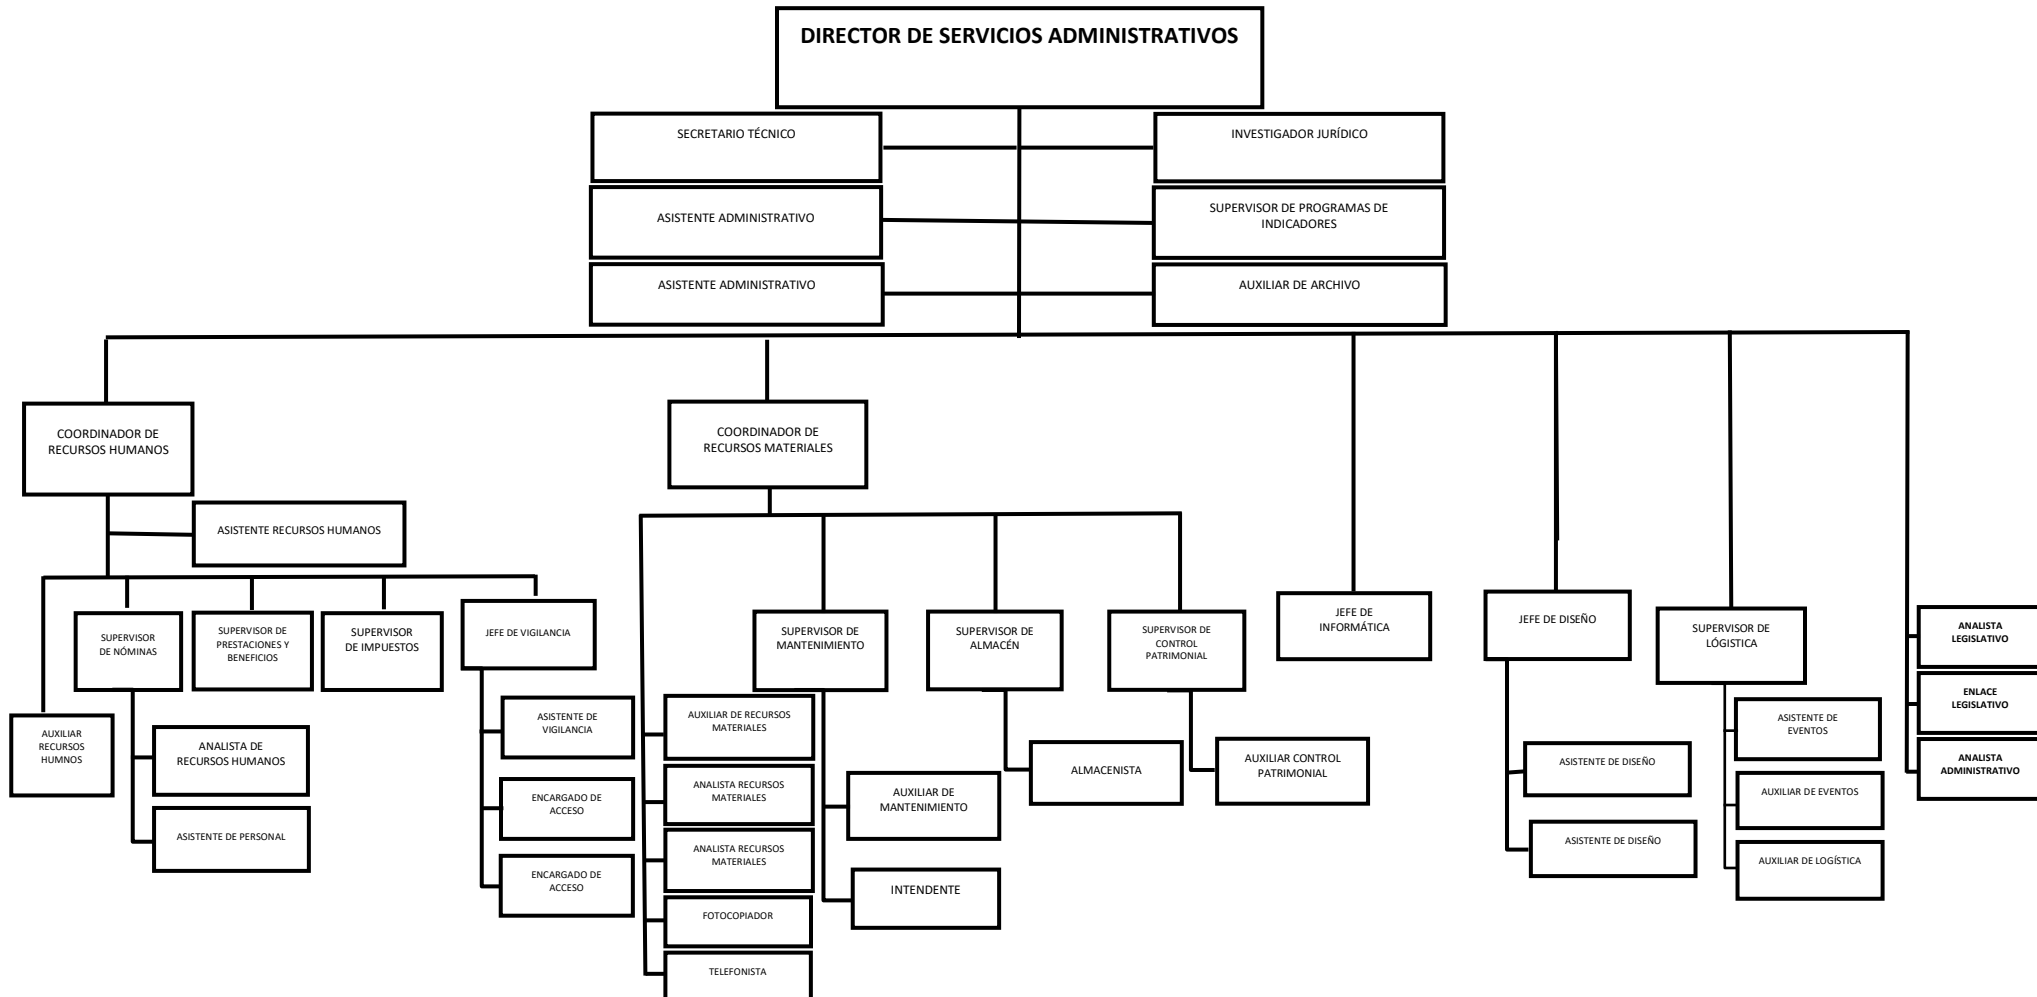 DIRECTOR DE SERVICIOS ADMINISTRATIVOS
SECRETARIO TÉCNICO
INVESTIGADOR JURÍDICO
ASISTENTE ADMINISTRATIVO
SUPERVISOR DE PROGRAMAS DE
INDICADORES
ASISTENTE ADMINISTRATIVO
AUXILIAR DE ARCHIVO
COORDINADOR DE
RECURSOS HUMANOS
COORDINADOR DE
RECURSOS MATERIALES
ASISTENTE RECURSOS HUMANOS
SUPERVISOR
DE NÓMINAS
SUPERVISOR DE
PRESTACIONES Y
BENEFICIOS
SUPERVISOR
DE IMPUESTOS
JEFE DE VIGILANCIA
SUPERVISOR DE
MANTENIMIENTO
SUPERVISOR DE
ALMACÉN
SUPERVISOR DE
CONTROL
PATRIMONIAL
JEFE DE
INFORMÁTICA
JEFE DE DISEÑO
SUPERVISOR DE
LÓGISTICA
ANALISTA
LEGISLATIVO
ENLACE
LEGISLATIVO
ANALISTA
ADMINISTRATIVO
AUXILIAR
RECURSOS
HUMNOS
ANALISTA DE
RECURSOS HUMANOS
ASISTENTE DE PERSONAL
ASISTENTE DE
VIGILANCIA
ENCARGADO DE
ACCESO
ENCARGADO DE
ACCESO
AUXILIAR DE RECURSOS
MATERIALES
ANALISTA RECURSOS
MATERIALES
ANALISTA RECURSOS
MATERIALES
FOTOCOPIADOR
TELEFONISTA
AUXILIAR DE
MANTENIMIENTO
INTENDENTE
ALMACENISTA
AUXILIAR CONTROL
PATRIMONIAL
ASISTENTE DE DISEÑO
ASISTENTE DE DISEÑO
ASISTENTE DE
EVENTOS
AUXILIAR DE EVENTOS
AUXILIAR DE LOGÍSTICA